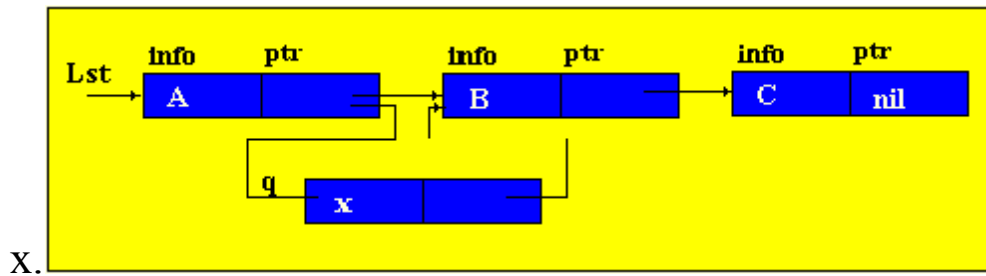 info ptr info ptr info ptr
Lst
A B C nil
q
x
x.